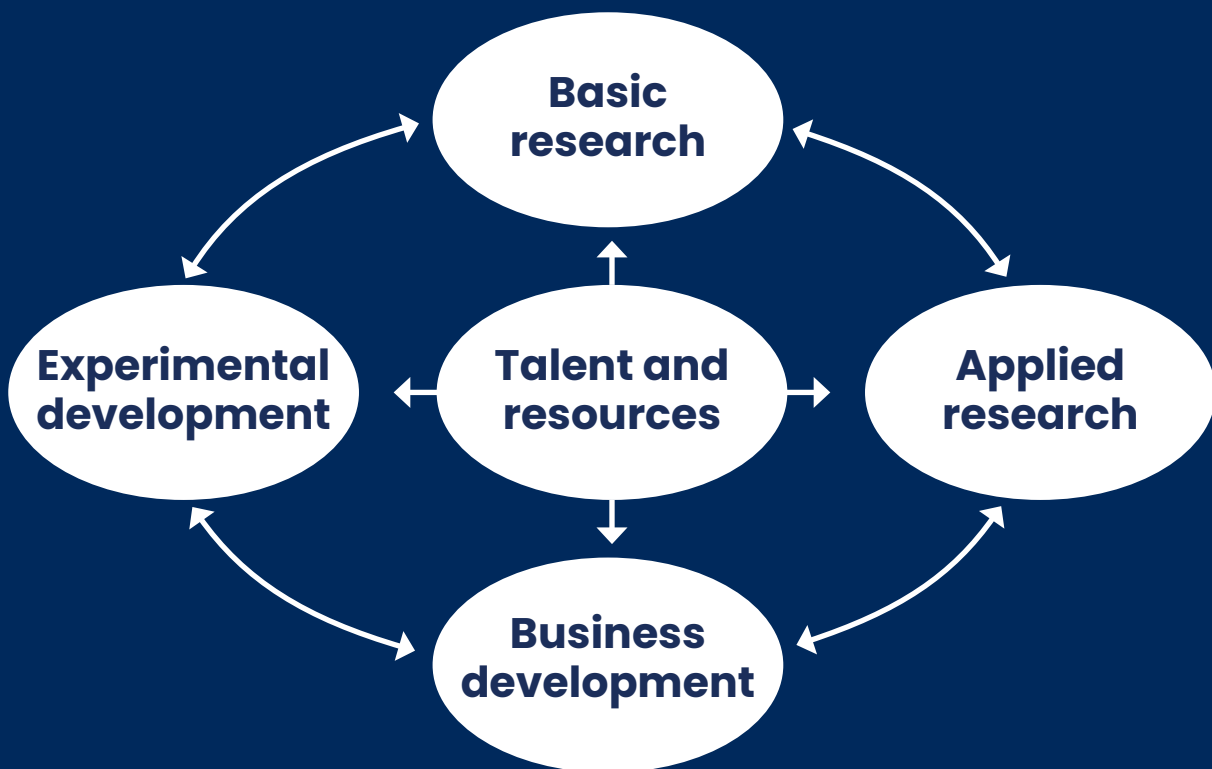 Basic
research
Experimental
development
Talent and
resources
Applied
research
Business
development